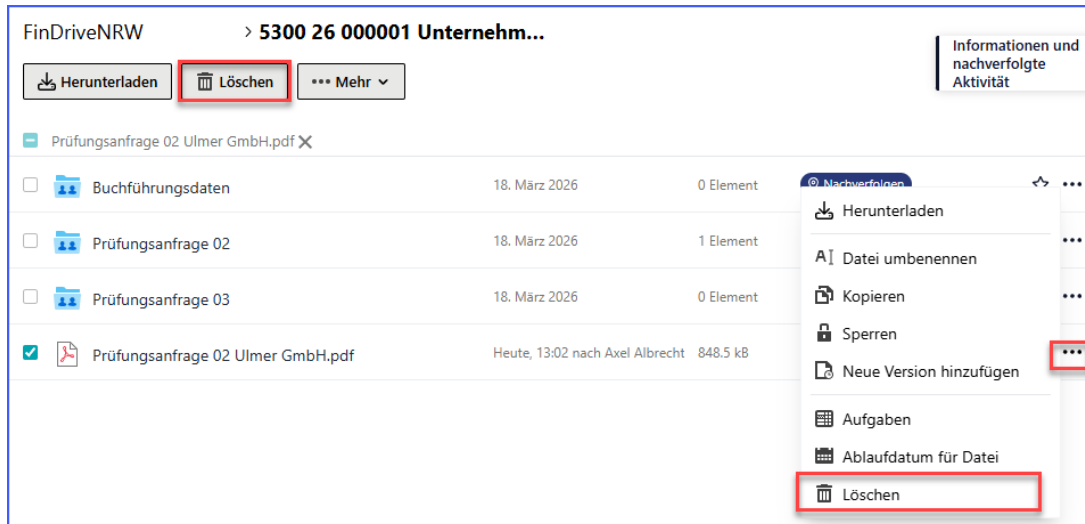 FinDriveNRW > 5300 26 000001 Unternehm...
Informationen und
nachverfolgte
Aktivität
Herunterladen Löschen ••• Mehr
Prüfungsanfrage 02 Ulmer GmbH.pdf
Buchführungsdaten 18. März 2026 0 Element Nachverfolgen
Prüfungsanfrage 02 18. März 2026 1 Element
Prüfungsanfrage 03 18. März 2026 0 Element
Prüfungsanfrage 02 Ulmer GmbH.pdf Heute, 13:02 nach Axel Albrecht 848.5 kB
Herunterladen
Datei umbenennen
Kopieren
Sperren
Neue Version hinzufügen
Aufgaben
Ablaufdatum für Datei
Löschen